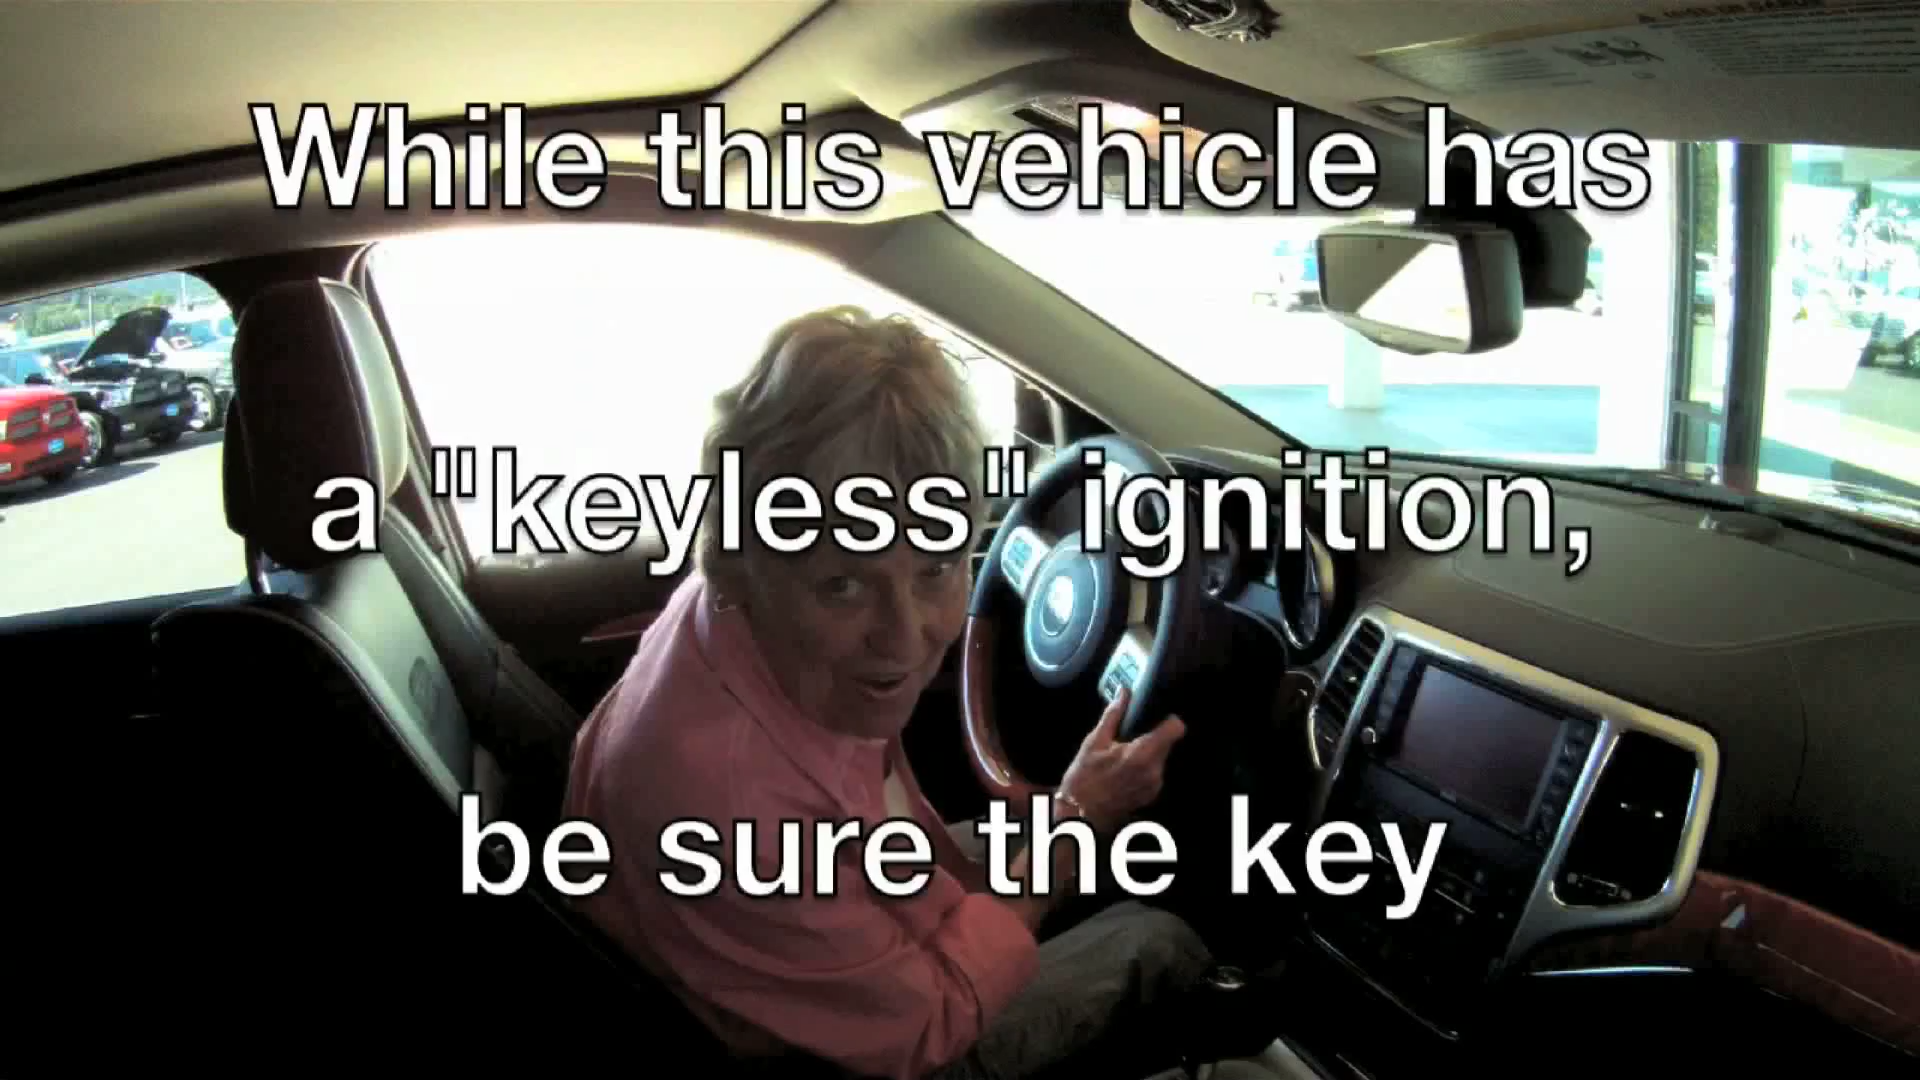 While this vehicle has
a "keyless" ignition,
be sure the key